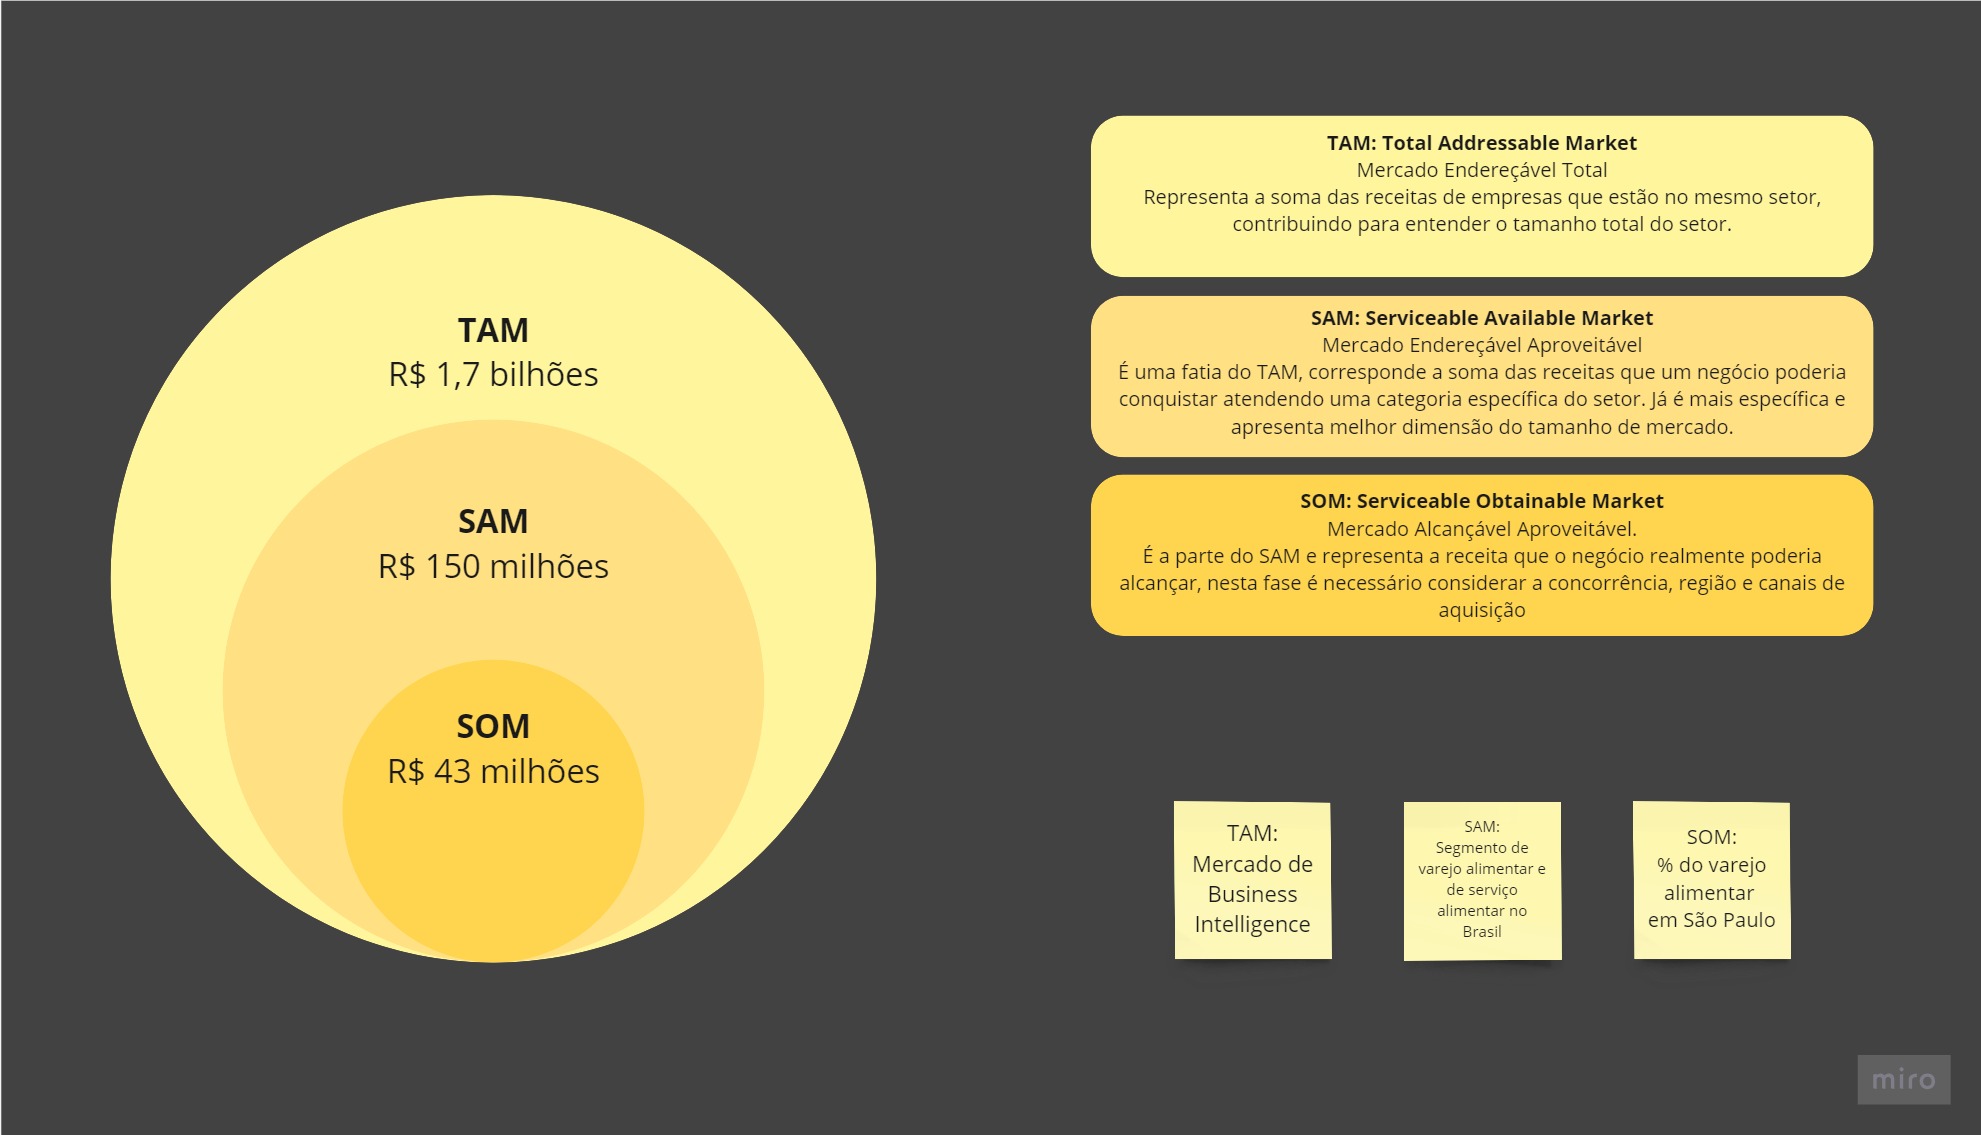 TAM
R$ 1,7 bilhões
SAM
R$ 150 milhões
SOM
R$ 43 milhões
TAM: Total Addressable Market
Mercado Endereçável Total
Representa a soma das receitas de empresas que estão no mesmo setor,
contribuindo para entender o tamanho total do setor.
SAM: Serviceable Available Market
Mercado Endereçável Aproveitável
É uma fatia do TAM, corresponde a soma das receitas que um negócio poderia
conquistar atendendo uma categoria específica do setor. Já é mais específica e
apresenta melhor dimensão do tamanho de mercado.
SOM: Serviceable Obtainable Market
Mercado Alcançável Aproveitável.
É a parte do SAM e representa a receita que o negócio realmente poderia
alcançar, nesta fase é necessário considerar a concorrência, região e canais de
aquisição
TAM:
Mercado de
Business
Intelligence
SAM:
Segmento de
varejo alimentar e
de serviço
alimentar no
Brasil
SOM:
% do varejo
alimentar
em São Paulo
miro